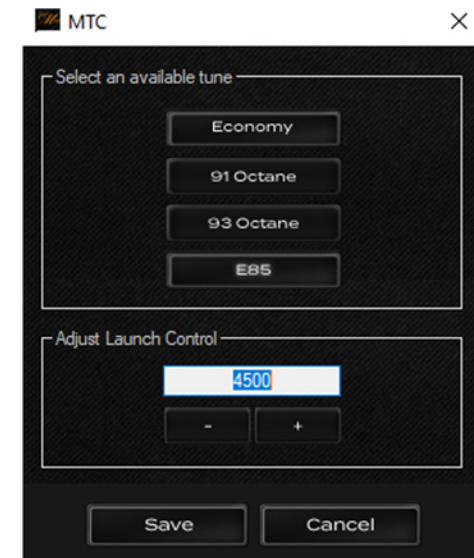 MTC
Select an available tune
Economy
91 Octane
93 Octane
E85
Adjust Launch Control
4500
- +
Save Cancel